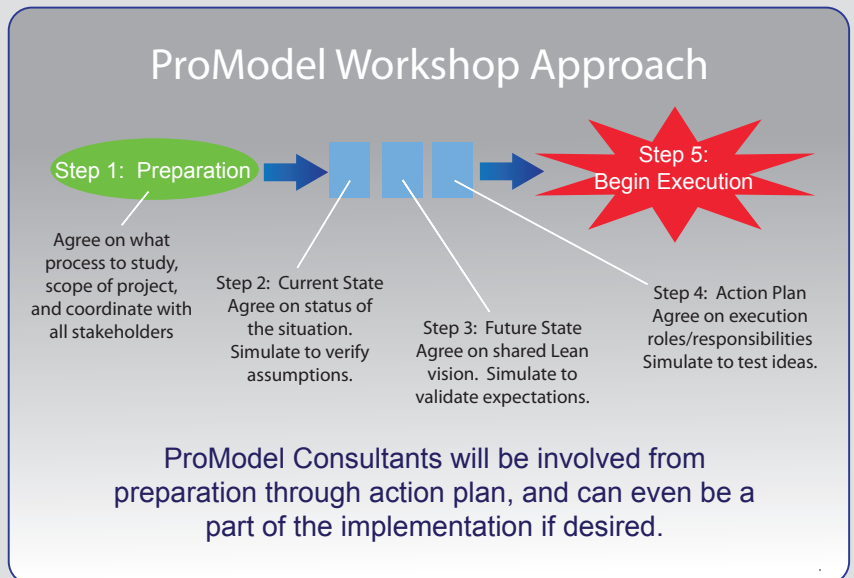 ProModel Workshop Approach
Step 1: Preparation
Step 5:
Begin Execution
Agree on what
process to study,
scope of project,
and coordinate with
all stakeholders
Step 2: Current State
Agree on status of
the situation.
Simulate to verify
assumptions.
Step 3: Future State
Agree on shared Lean
vision. Simulate to
validate expectations.
Step 4: Action Plan
Agree on execution
roles/responsibilities
Simulate to test ideas.
ProModel Consultants will be involved from
preparation through action plan, and can even be a
part of the implementation if desired.